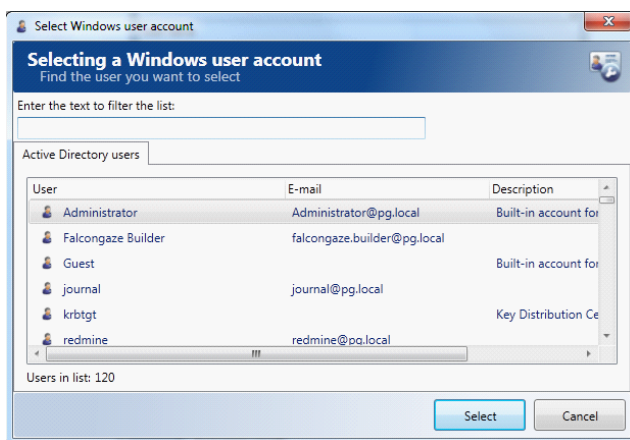 Select Windows user account
Selecting a Windows user account
Find the user you want to select
Enter the text to filter the list:
Active Directory users
User E-mail Description
Administrator Administrator@pg.local Built-in account for
Falcongaze Builder falcongaze.builder@pg.local
Guest Built-in account for
journal journal@pg.local
krbtgt Key Distribution Ce
redmine redmine@pg.local
Users in list: 120
Select Cancel